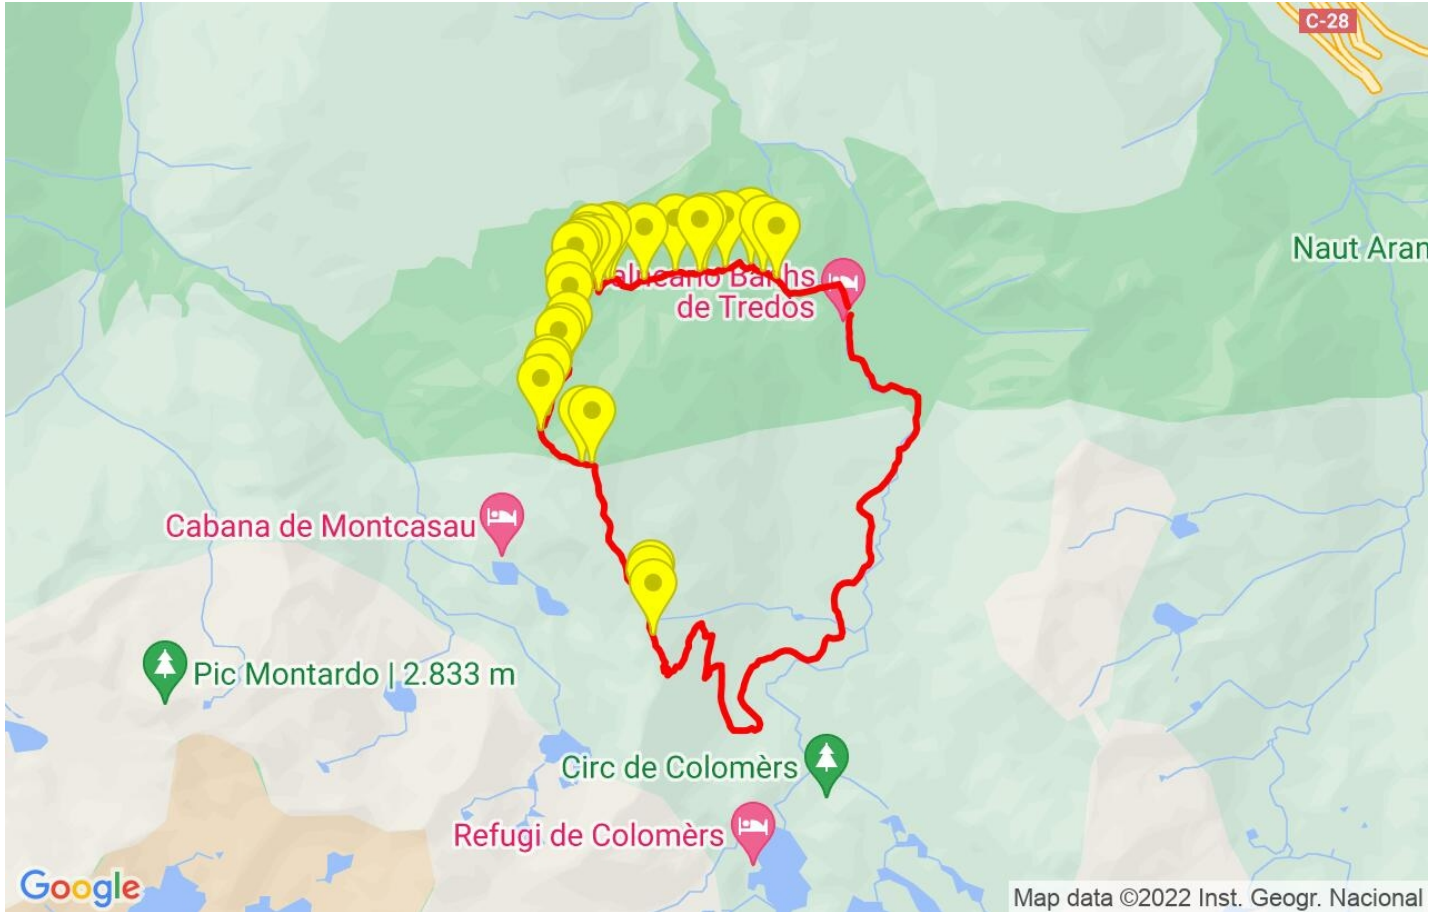 C-28
Naut Aran
Banhs
de Tredòs
Cabana de Montcasau
Pic Montardo | 2.833 m
Circ de Colomèrs
Refugi de Colomèrs
Google
Map data ©2022 Inst. Geogr. Nacional